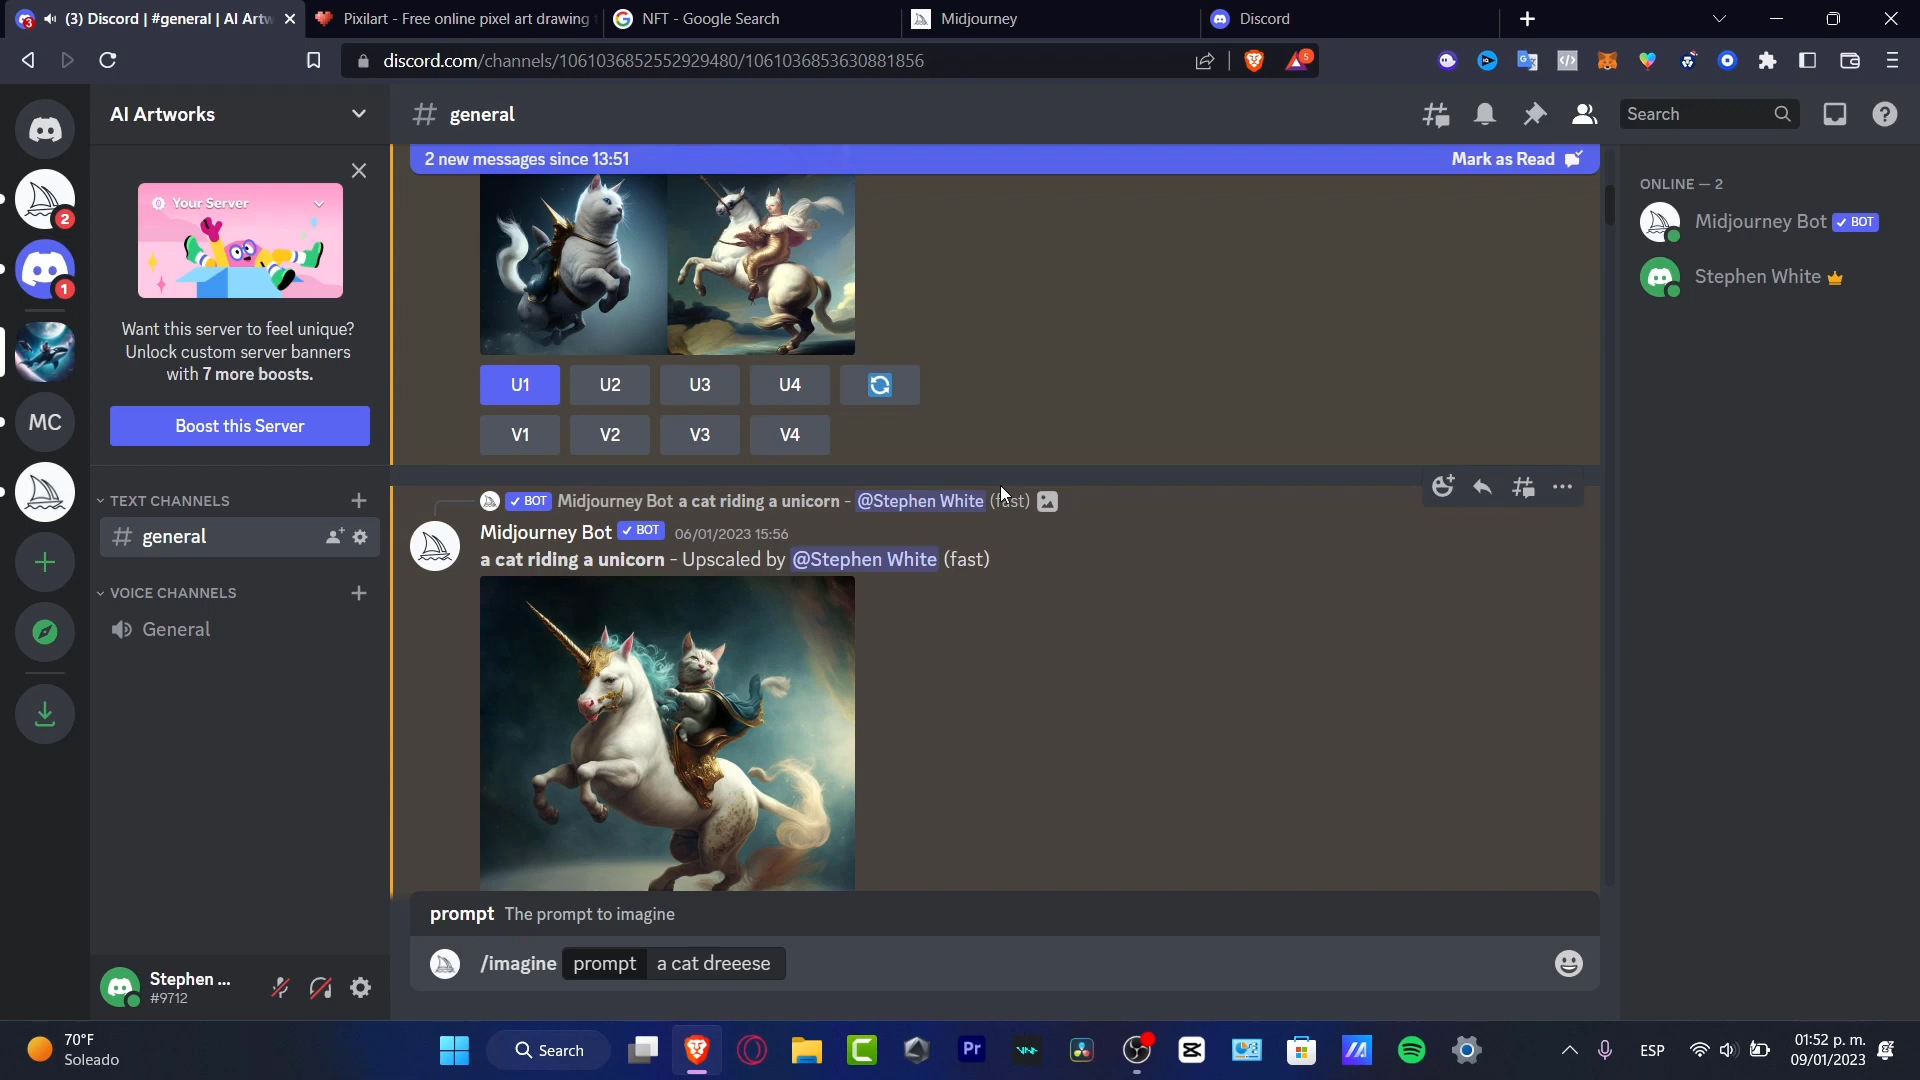 3
(3) Discord | #general | AI Artw
Pixilart - Free online pixel art drawing
NFT - Google Search
Midjourney
Discord
discord.com/channels/1061036852552929480/1061036853630881856
5
AI Artworks
general
Search
2 new messages since 13:51
Mark as Read
Your Server
Want this server to feel unique?
Unlock custom server banners
with 7 more boosts.
Boost this Server
2
1
MC
TEXT CHANNELS
general
VOICE CHANNELS
General
Stephen ...
#9712
U1
U2
U3
U4
V1
V2
V3
V4
BOT Midjourney Bot a cat riding a unicorn - @Stephen White (fast)
Midjourney Bot BOT 06/01/2023 15:56
a cat riding a unicorn - Upscaled by @Stephen White (fast)
prompt The prompt to imagine
/imagine prompt a cat dreeese
ONLINE — 2
Midjourney Bot BOT
Stephen White
70°F
Soleado
Search
Pr
ESP
01:52 p. m.
09/01/2023